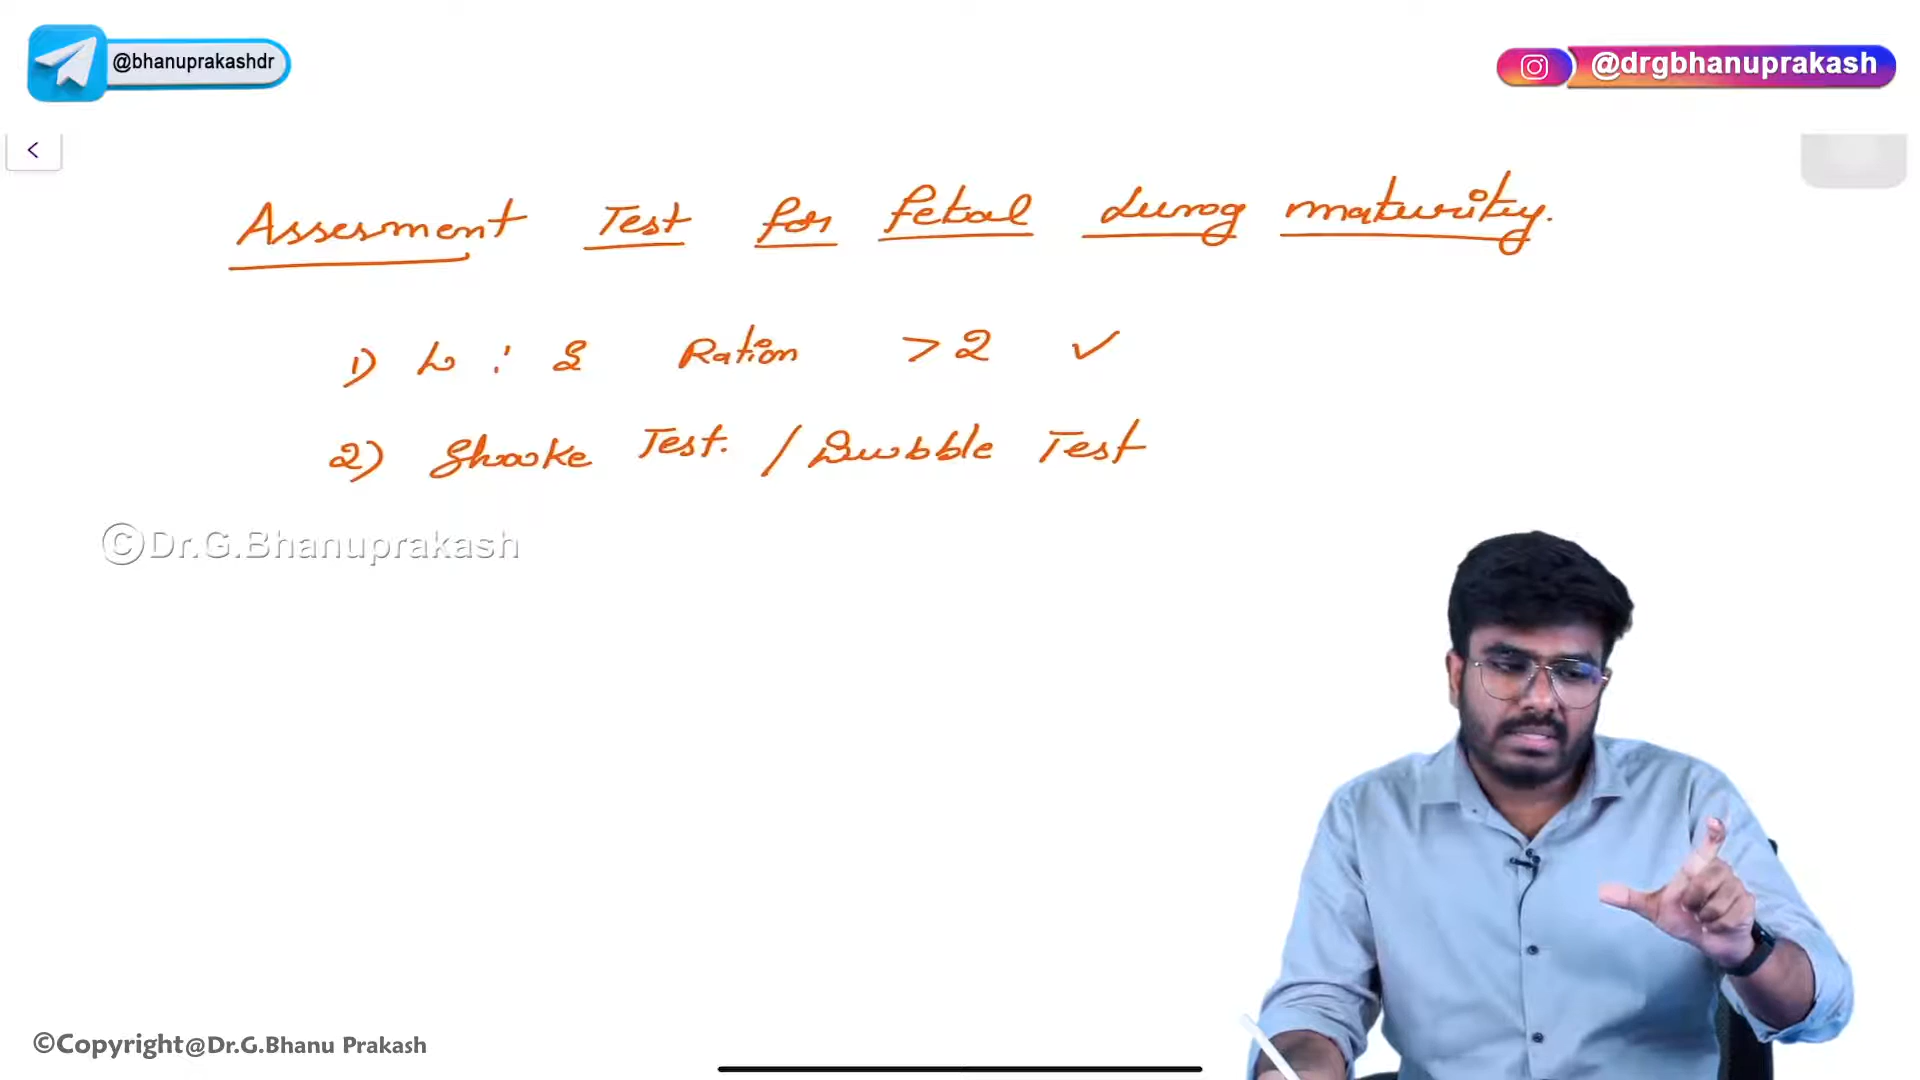 @bhanuprakashdr
@drgbhanuprakash
<
Assesment Test for fetal Lung maturity.
1) L : S Ration >2 ✓
2) Shake Test. / Bubble Test
©Dr.G.Bhanuprakash
©Copyright@Dr.G.Bhanu Prakash